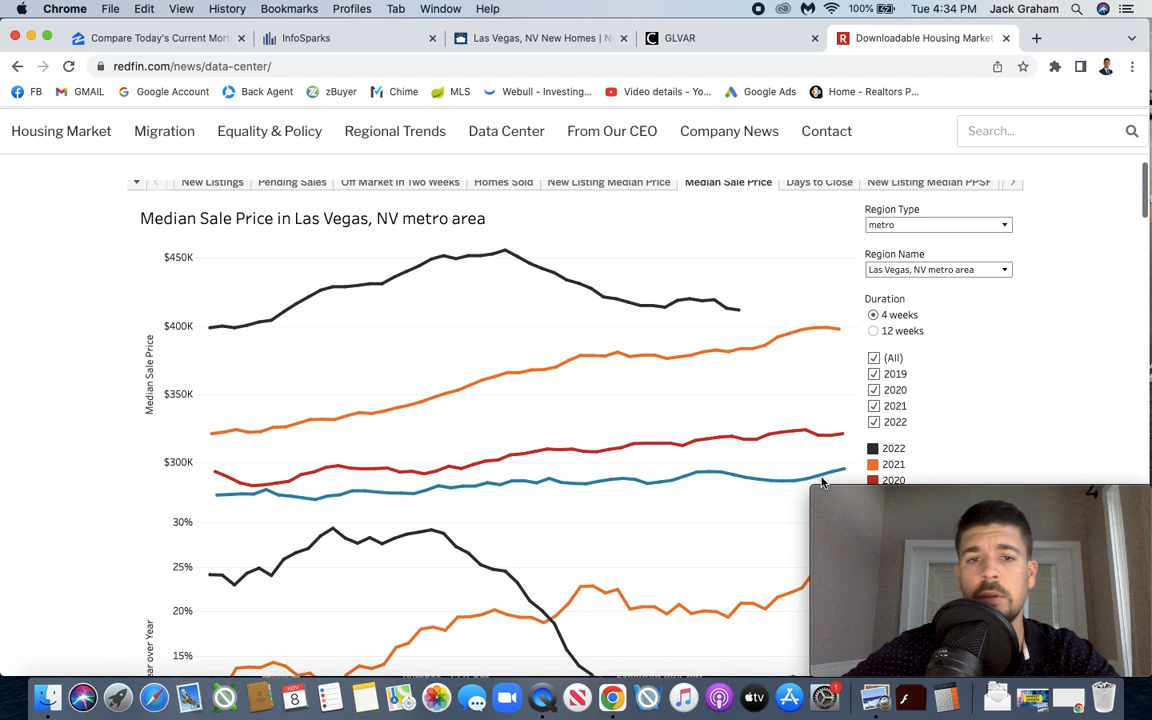 Chrome File Edit View History Bookmarks Profiles Tab Window Help 100% Tue 4:34 PM Jack Graham
Compare Today's Current Mort InfoSparks Las Vegas, NV New Homes | N GLVAR Downloadable Housing Market
redfin.com/news/data-center/
FB GMAIL Google Account Back Agent zBuyer Chime MLS Webull - Investing... Video details - Yo... Google Ads Home - Realtors P...
Housing Market Migration Equality & Policy Regional Trends Data Center From Our CEO Company News Contact Search...
New Listings Pending Sales Off Market in Two Weeks Homes Sold New Listing Median Price Median Sale Price Days to Close New Listing Median PPSF
Median Sale Price in Las Vegas, NV metro area
Region Type
metro
Region Name
Las Vegas, NV metro area
Duration
4 weeks
12 weeks
(All)
2019
2020
2021
2022
2022
2021
2020
Median Sale Price
$450K
$400K
$350K
$300K
30%
25%
20%
15%
ear over Year
NOV
8
1